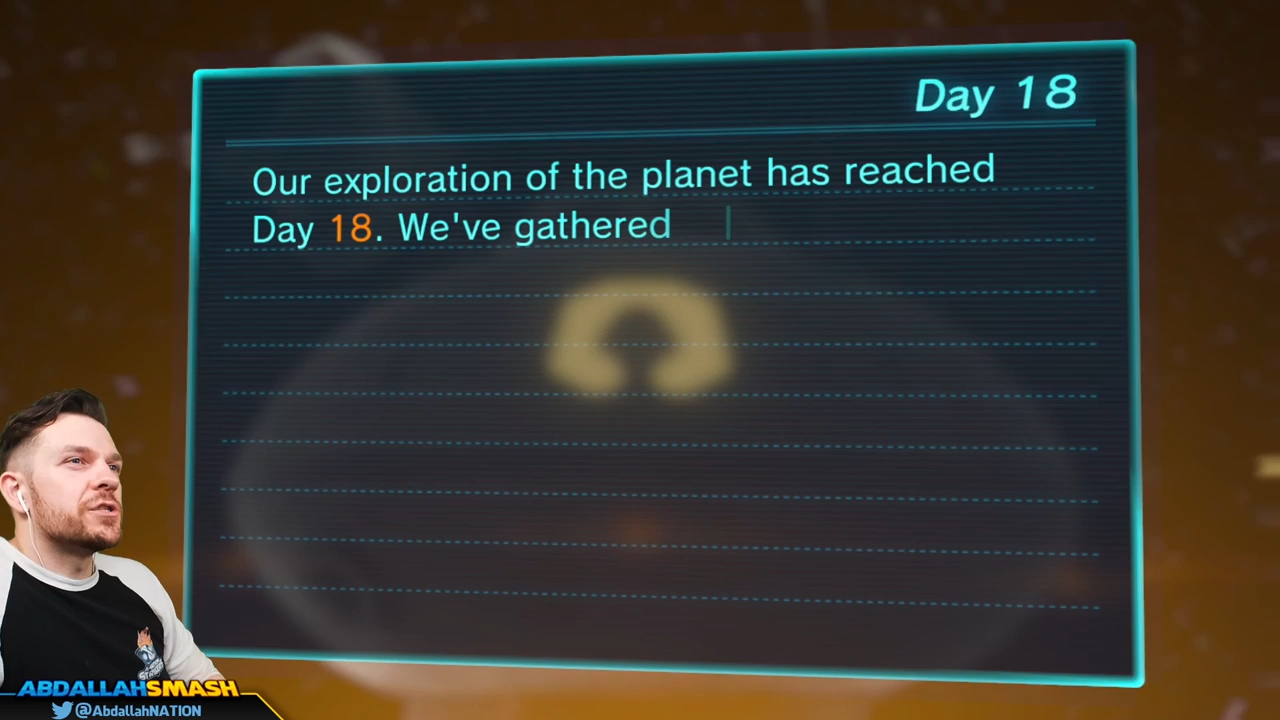 Day 18
Our exploration of the planet has reached
Day 18. We've gathered
ABDALLAHSMASH
@AbdallahNATION